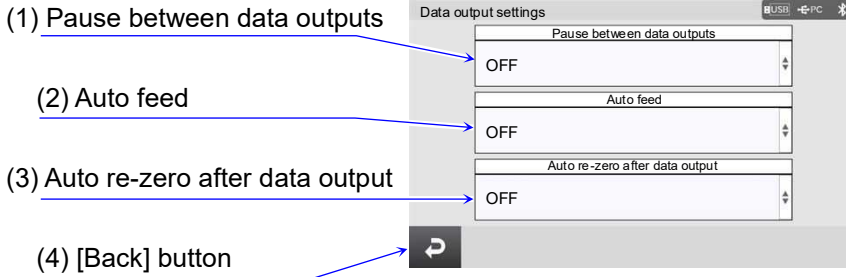 (1) Pause between data outputs
Data output settings
USB PC
Pause between data outputs
OFF
(2) Auto feed
Auto feed
OFF
(3) Auto re-zero after data output
Auto re-zero after data output
OFF
(4) [Back] button